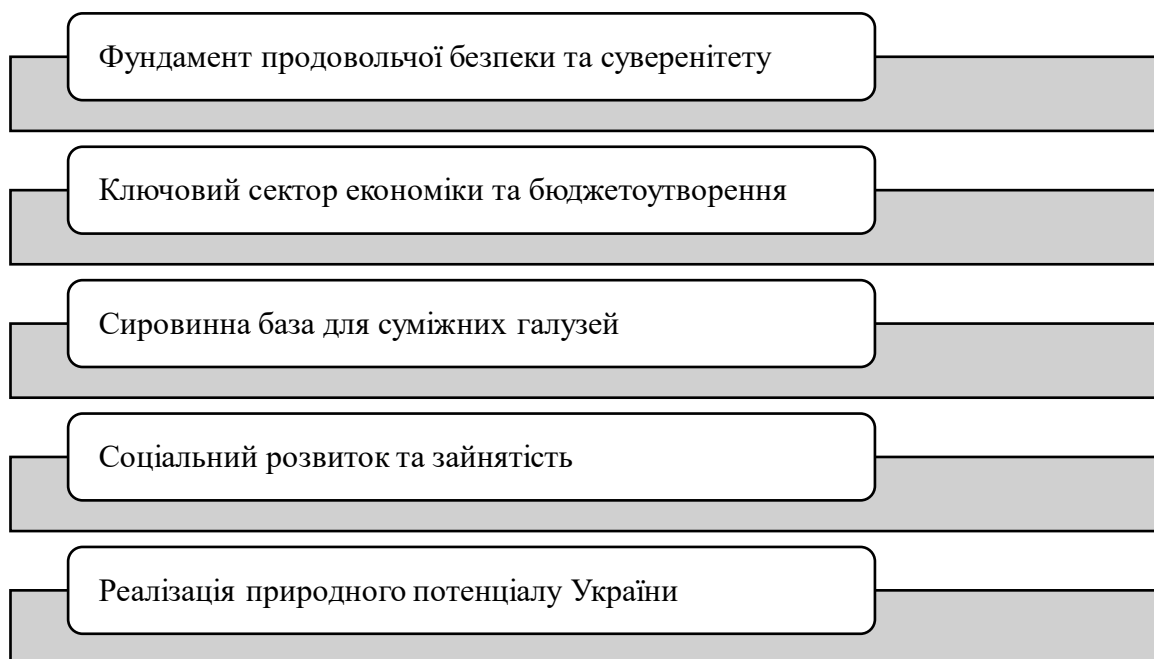 Фундамент продовольчої безпеки та суверенітету
Ключовий сектор економіки та бюджетоутворення
Сировинна база для суміжних галузей
Соціальний розвиток та зайнятість
Реалізація природного потенціалу України